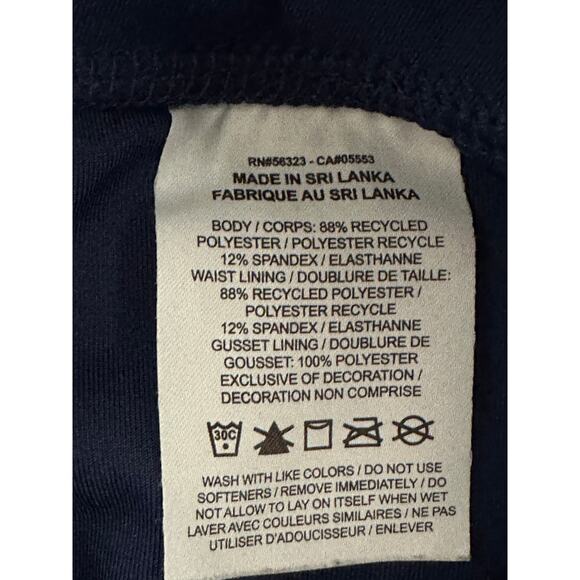 RN#56323 - CA#05553
MADE IN SRI LANKA
FABRIQUE AU SRI LANKA
BODY / CORPS: 88% RECYCLED
POLYESTER / POLYESTER RECYCLE
12% SPANDEX / ELASTHANNE
WAIST LINING / DOUBLURE DE TAILLE:
88% RECYCLED POLYESTER /
POLYESTER RECYCLE
12% SPANDEX / ELASTHANNE
GUSSET LINING / DOUBLURE DE
GOUSSET: 100% POLYESTER
EXCLUSIVE OF DECORATION /
DECORATION NON COMPRISE
30C
WASH WITH LIKE COLORS / DO NOT USE
SOFTENERS / REMOVE IMMEDIATELY / DO
NOT ALLOW TO LAY ON ITSELF WHEN WET
LAVER AVEC COULEURS SIMILAIRES / NE PAS
UTILISER D'ADOUCISSEUR / ENLEVER